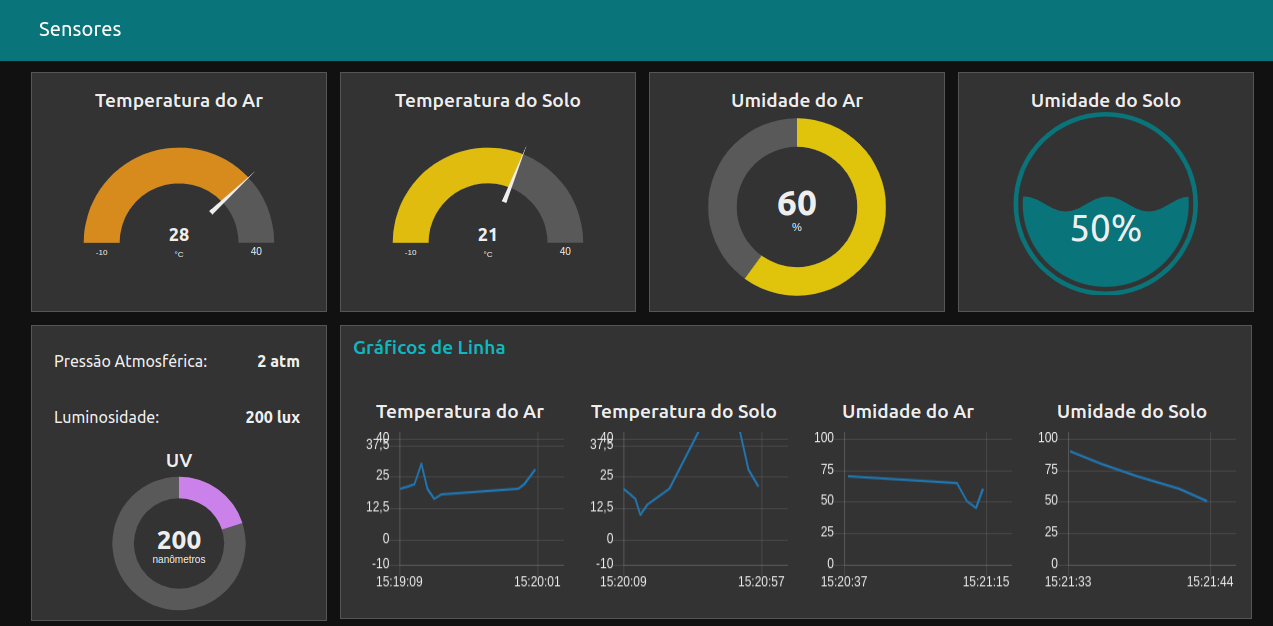 Sensores
Temperatura do Ar
28
°C
-10
40
Temperatura do Solo
21
°C
-10
40
Umidade do Ar
60
%
Umidade do Solo
50%
Pressão Atmosférica: 2 atm
Luminosidade: 200 lux
UV
200
nanômetros
Gráficos de Linha
Temperatura do Ar
40
37,5
25
12,5
0
-10
15:19:09 15:20:01
Temperatura do Solo
40
37,5
25
12,5
0
-10
15:20:09 15:20:57
Umidade do Ar
100
75
50
25
0
15:20:37 15:21:15
Umidade do Solo
100
75
50
25
0
15:21:33 15:21:44